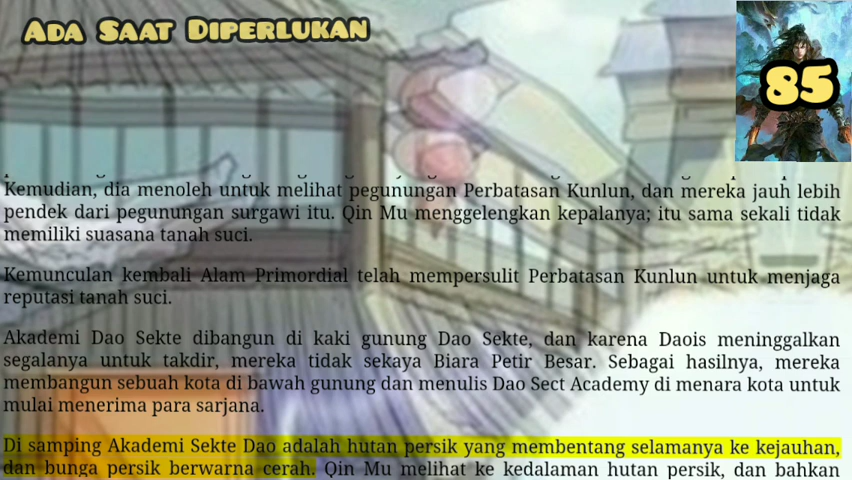 ADA SAAT DIPERLUKAN
85
Kemudian, dia menoleh untuk melihat pegunungan Perbatasan Kunlun, dan mereka jauh lebih
pendek dari pegunungan surgawi itu. Qin Mu menggelengkan kepalanya; itu sama sekali tidak
memiliki suasana tanah suci.
Kemunculan kembali Alam Primordial telah mempersulit Perbatasan Kunlun untuk menjaga
reputasi tanah suci.
Akademi Dao Sekte dibangun di kaki gunung Dao Sekte, dan karena Daois meninggalkan
segalanya untuk takdir, mereka tidak sekaya Biara Petir Besar. Sebagai hasilnya, mereka
membangun sebuah kota di bawah gunung dan menulis Dao Sect Academy di menara kota untuk
mulai menerima para sarjana.
Di samping Akademi Sekte Dao adalah hutan persik yang membentang selamanya ke kejauhan,
dan bunga persik berwarna cerah. Qin Mu melihat ke kedalaman hutan persik, dan bahkan